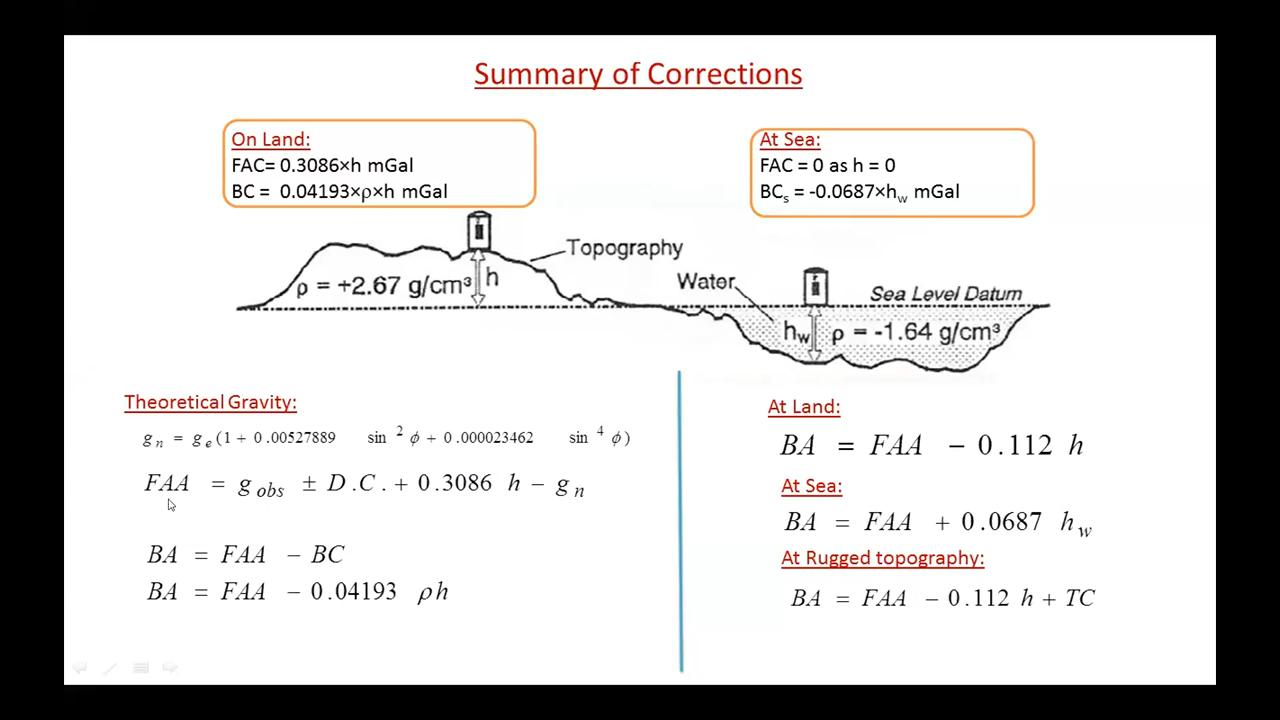 Summary of Corrections
On Land:
FAC= 0.3086×h mGal
BC = 0.04193×ρ×h mGal
At Sea:
FAC = 0 as h = 0
BCₛ = -0.0687×h_w mGal
Topography
ρ = +2.67 g/cm³
h
Water
Sea Level Datum
h_w
ρ = -1.64 g/cm³
Theoretical Gravity:
g_n = g_e(1 + 0.00527889 sin² ϕ + 0.000023462 sin⁴ ϕ)
FAA = g_obs ± D.C. + 0.3086 h − g_n
BA = FAA − BC
BA = FAA − 0.04193 ρh
At Land:
BA = FAA − 0.112 h
At Sea:
BA = FAA + 0.0687 h_w
At Rugged topography:
BA = FAA − 0.112 h + TC